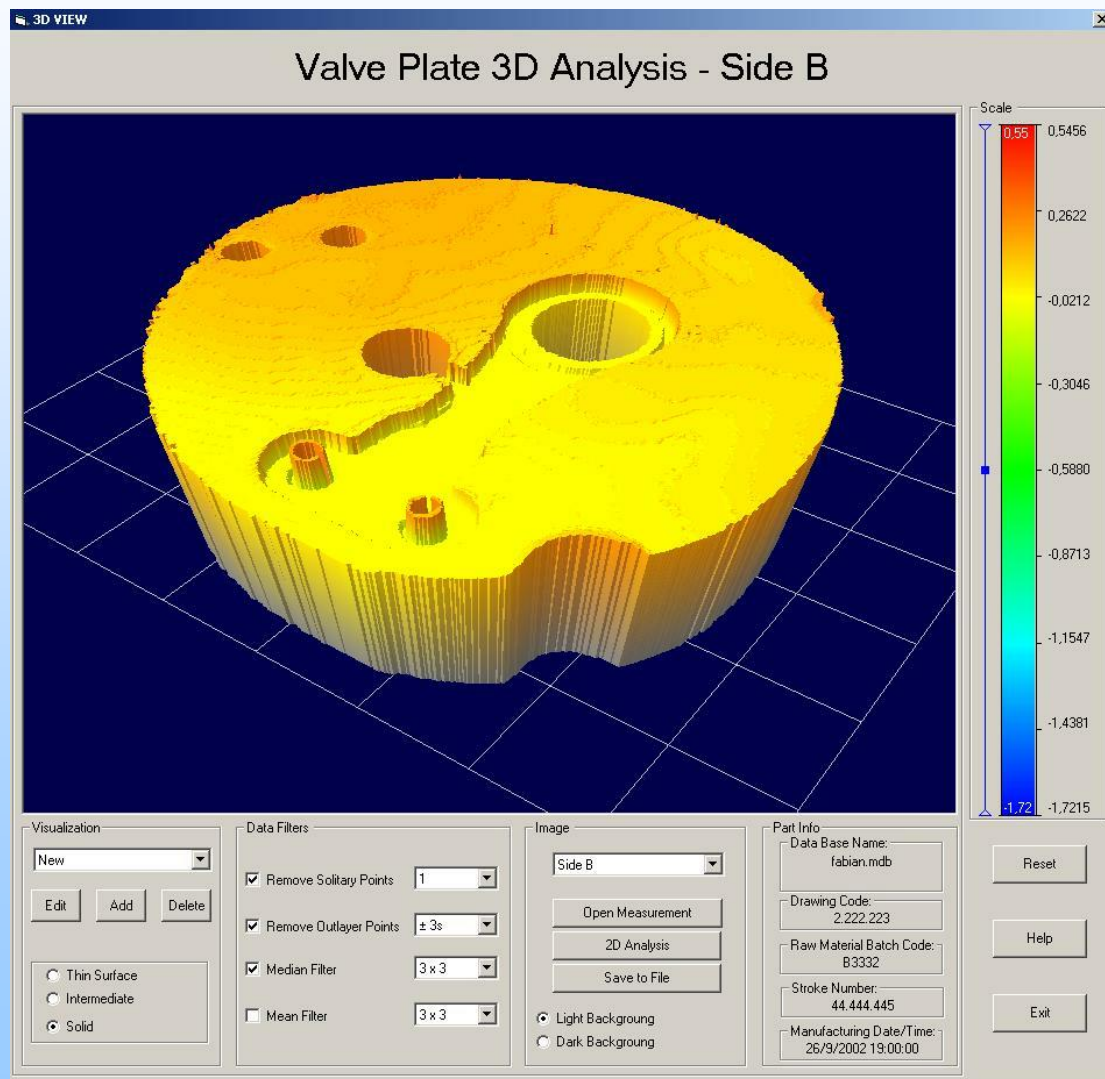 3D VIEW
Valve Plate 3D Analysis - Side B
Scale
0,55
0,5456
0,2622
-0,0212
-0,3046
-0,5880
-0,8713
-1,1547
-1,4381
-1,72
-1,7215
Visualization
New
Edit
Add
Delete
Thin Surface
Intermediate
Solid
Data Filters
Remove Solitary Points
1
Remove Outlayer Points
± 3s
Median Filter
3 x 3
Mean Filter
3 x 3
Image
Side B
Open Measurement
2D Analysis
Save to File
Light Backgroung
Dark Backgroung
Part Info
Data Base Name:
fabian.mdb
Drawing Code:
2.222.223
Raw Material Batch Code:
B3332
Stroke Number:
44.444.445
Manufacturing Date/Time:
26/9/2002 19:00:00
Reset
Help
Exit